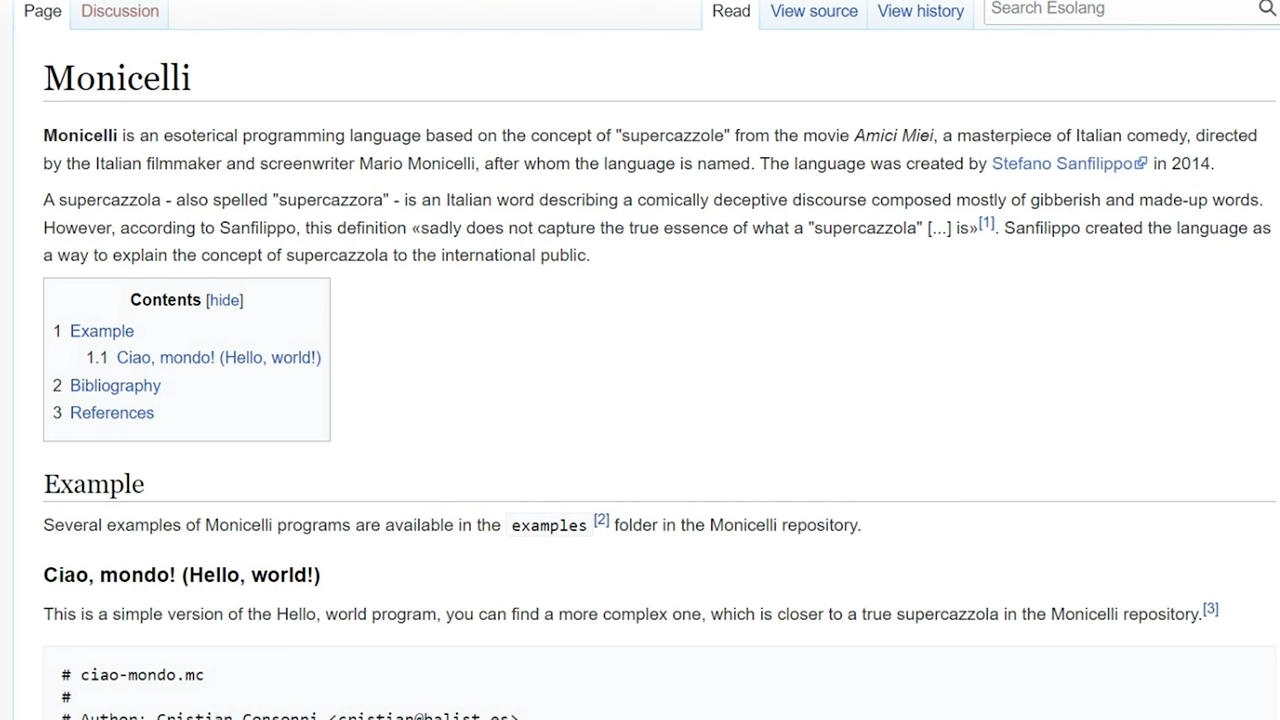 Page Discussion Read View source View history Search Esolang
Monicelli
Monicelli is an esoterical programming language based on the concept of "supercazzole" from the movie Amici Miei, a masterpiece of Italian comedy, directed
by the Italian filmmaker and screenwriter Mario Monicelli, after whom the language is named. The language was created by Stefano Sanfilippo in 2014.
A supercazzola - also spelled "supercazzora" - is an Italian word describing a comically deceptive discourse composed mostly of gibberish and made-up words.
However, according to Sanfilippo, this definition «sadly does not capture the true essence of what a "supercazzola" [...] is»[1]. Sanfilippo created the language as
a way to explain the concept of supercazzola to the international public.
Contents [hide]
1 Example
1.1 Ciao, mondo! (Hello, world!)
2 Bibliography
3 References
Example
Several examples of Monicelli programs are available in the examples [2] folder in the Monicelli repository.
Ciao, mondo! (Hello, world!)
This is a simple version of the Hello, world program, you can find a more complex one, which is closer to a true supercazzola in the Monicelli repository.[3]
# ciao-mondo.mc
#
# Author: Cristian Consonni <cristian@balist.es>